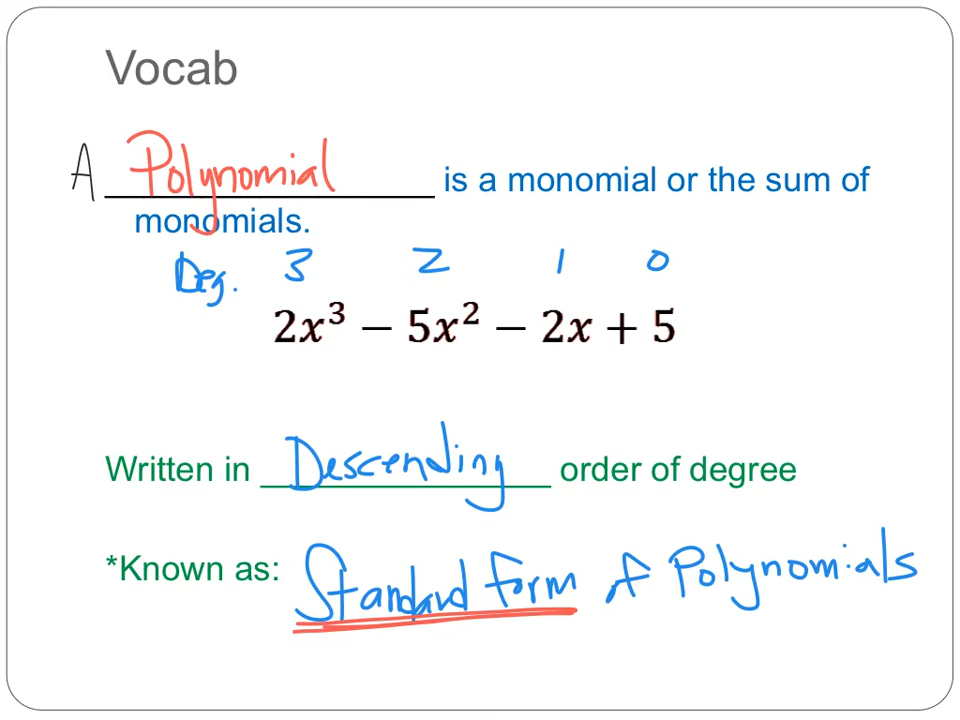 Vocab
A Polynomial is a monomial or the sum of
monomials.
Deg. 3 2 1 0
2x³ − 5x² − 2x + 5
Written in Descending order of degree
*Known as: Standard Form of Polynomials